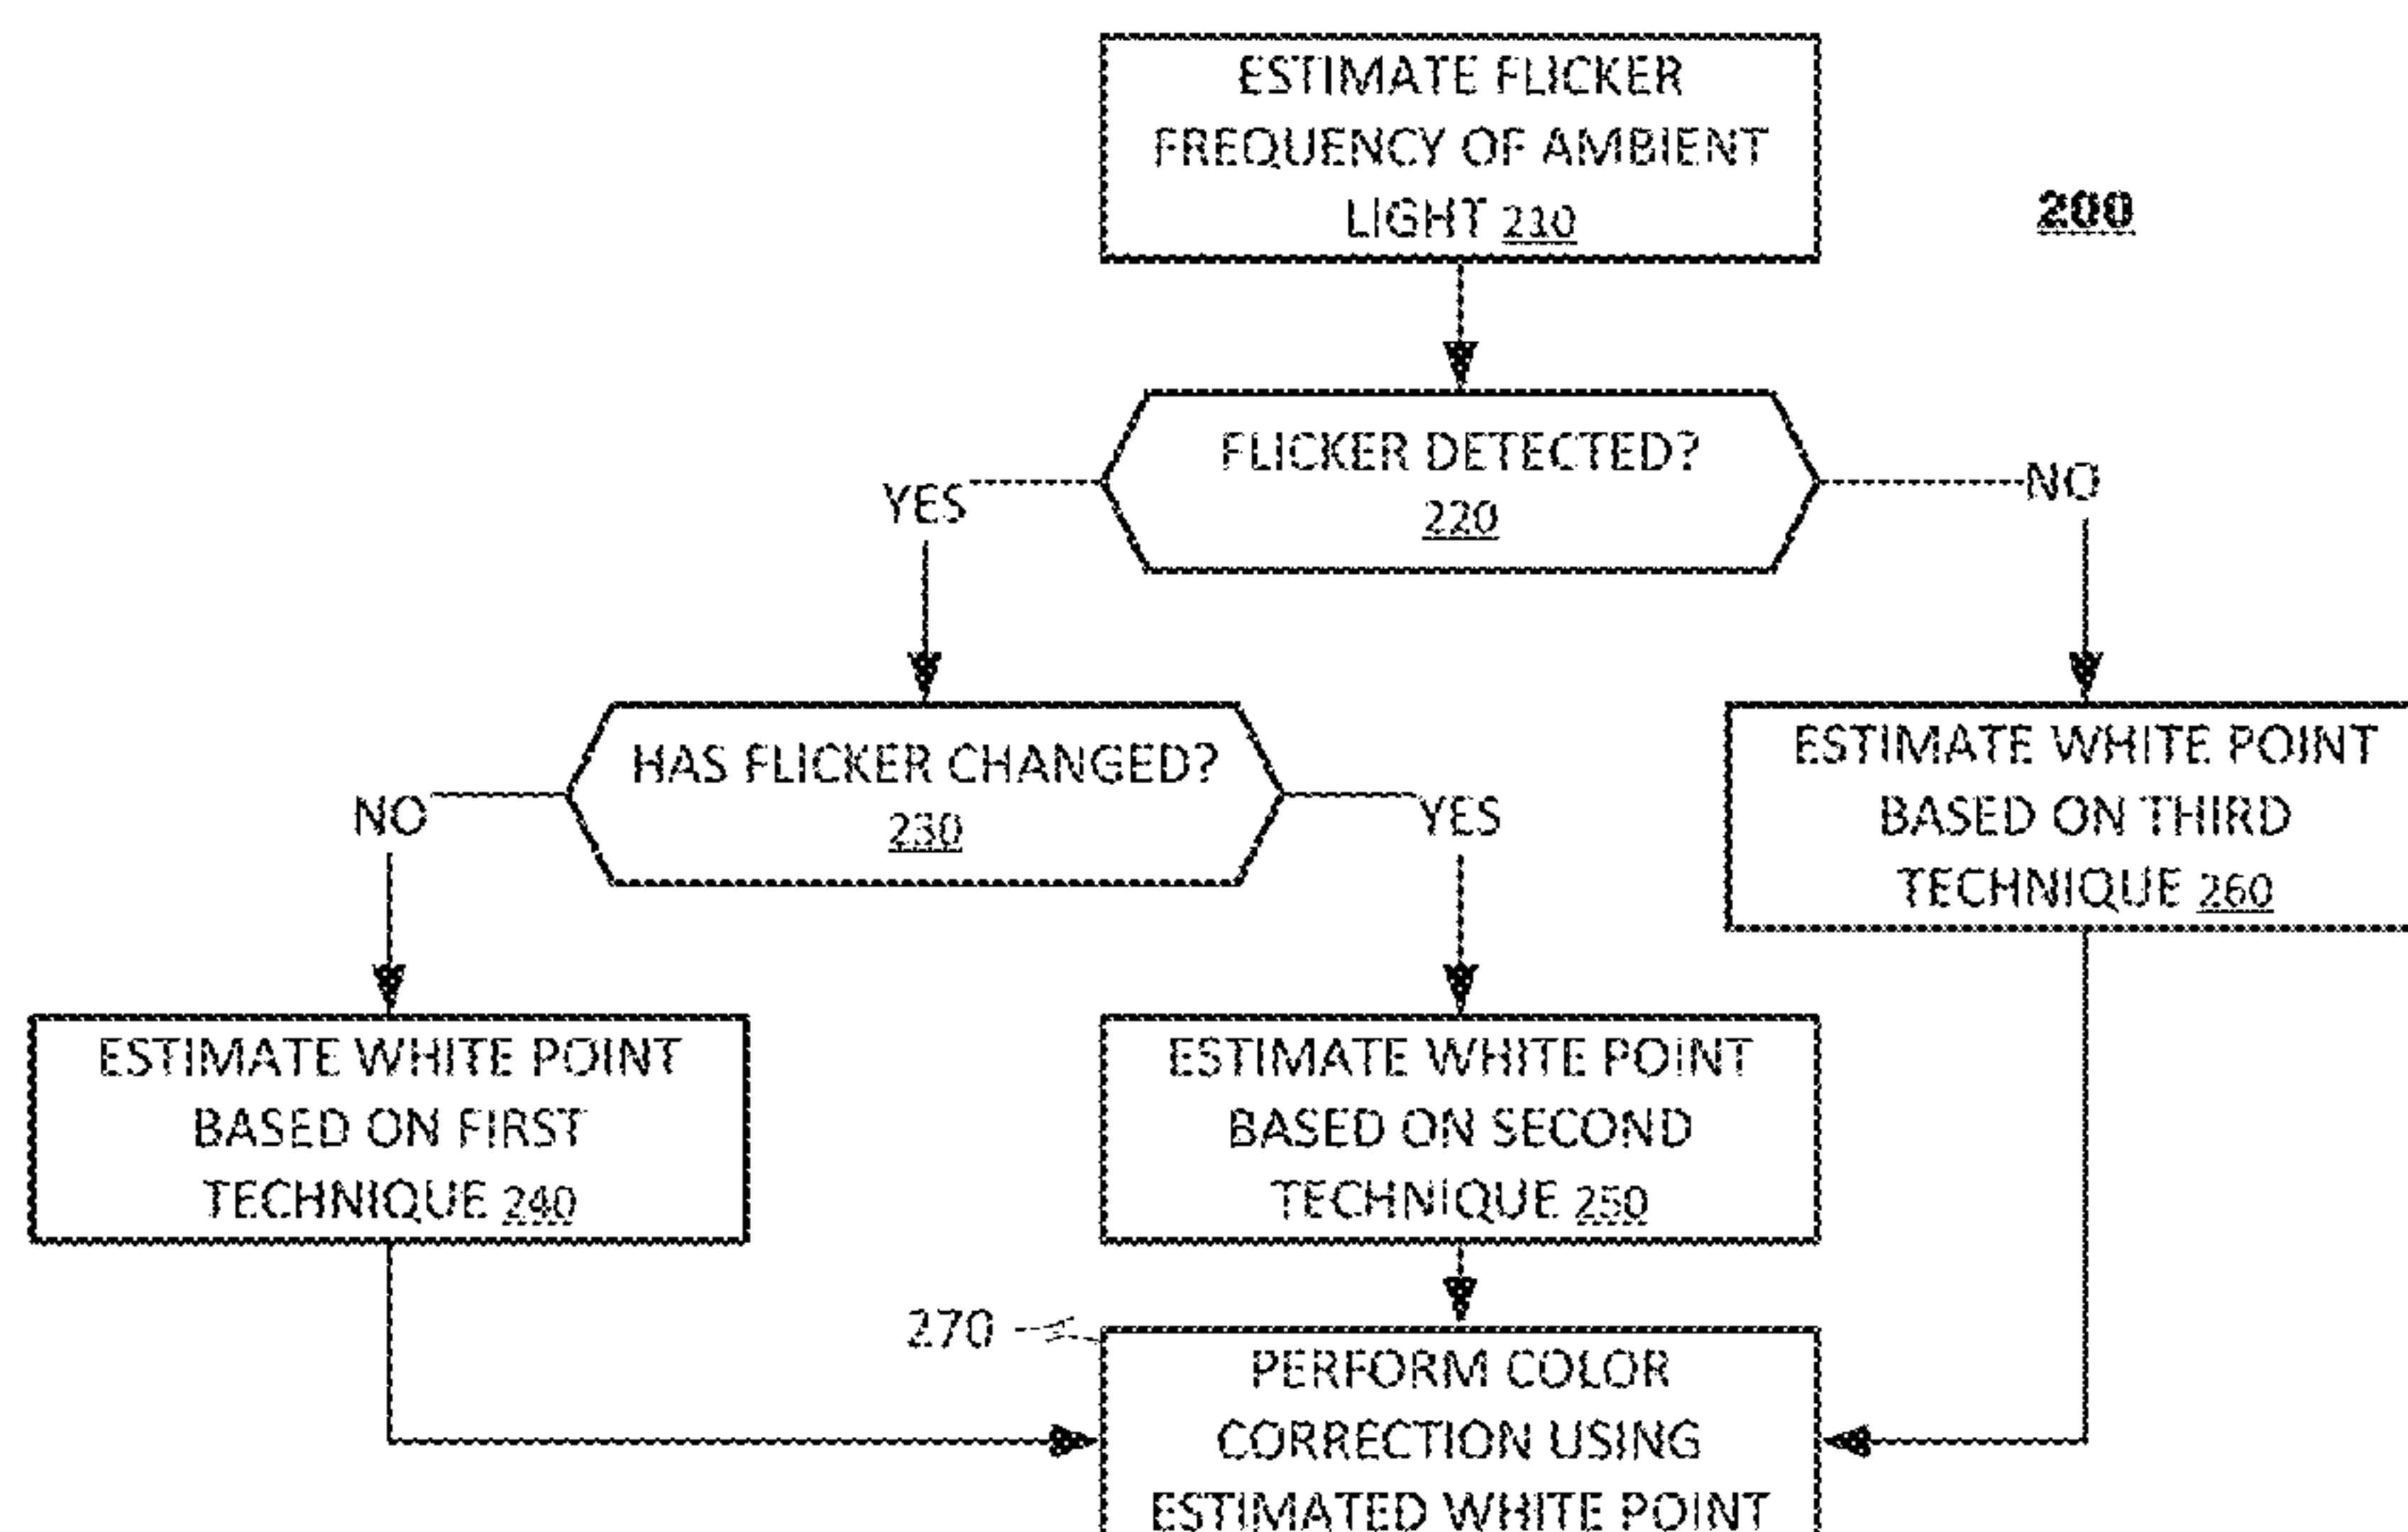 ESTIMATE FLICKER
FREQUENCY OF AMBIENT
LIGHT 210
200
FLICKER DETECTED?
220
YES
NO
HAS FLICKER CHANGED?
230
NO
YES
ESTIMATE WHITE POINT
BASED ON THIRD
TECHNIQUE 260
ESTIMATE WHITE POINT
BASED ON FIRST
TECHNIQUE 240
ESTIMATE WHITE POINT
BASED ON SECOND
TECHNIQUE 250
270
PERFORM COLOR
CORRECTION USING
ESTIMATED WHITE POINT